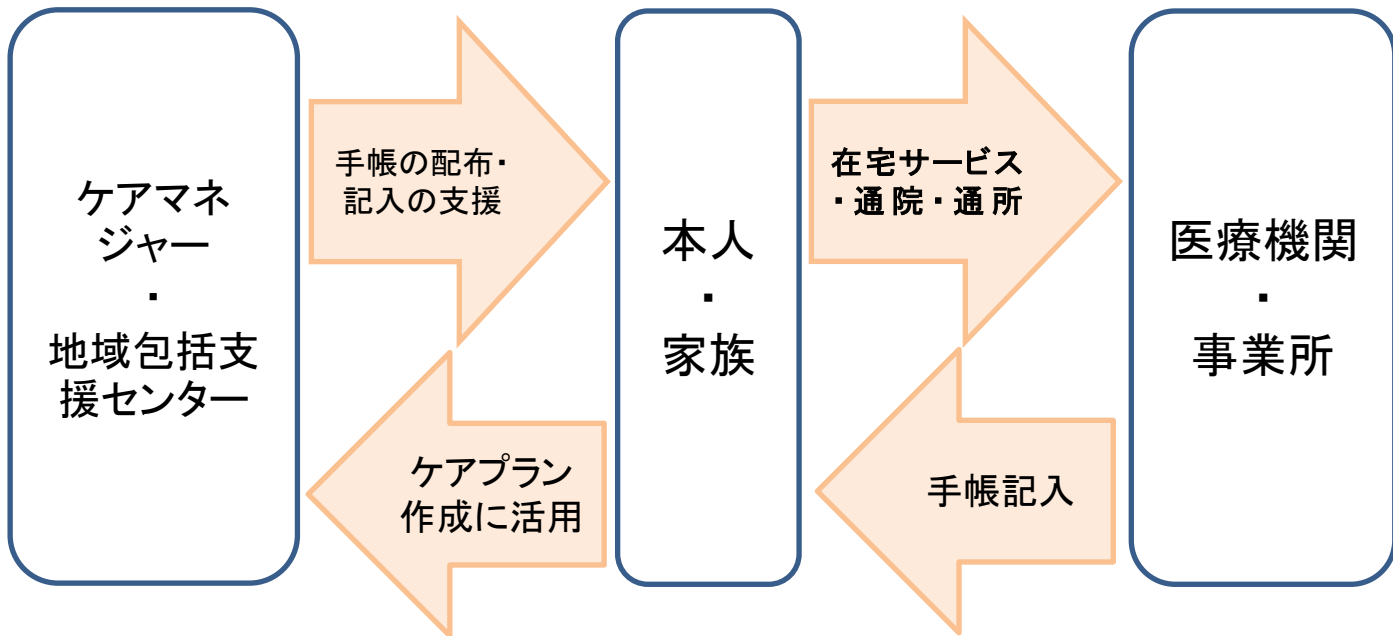 ケアマネ
ジャー
・
地域包括支
援センター
手帳の配布・
記入の支援
ケアプラン
作成に活用
本人
・
家族
在宅サービス
・通院・通所
手帳記入
医療機関
・
事業所